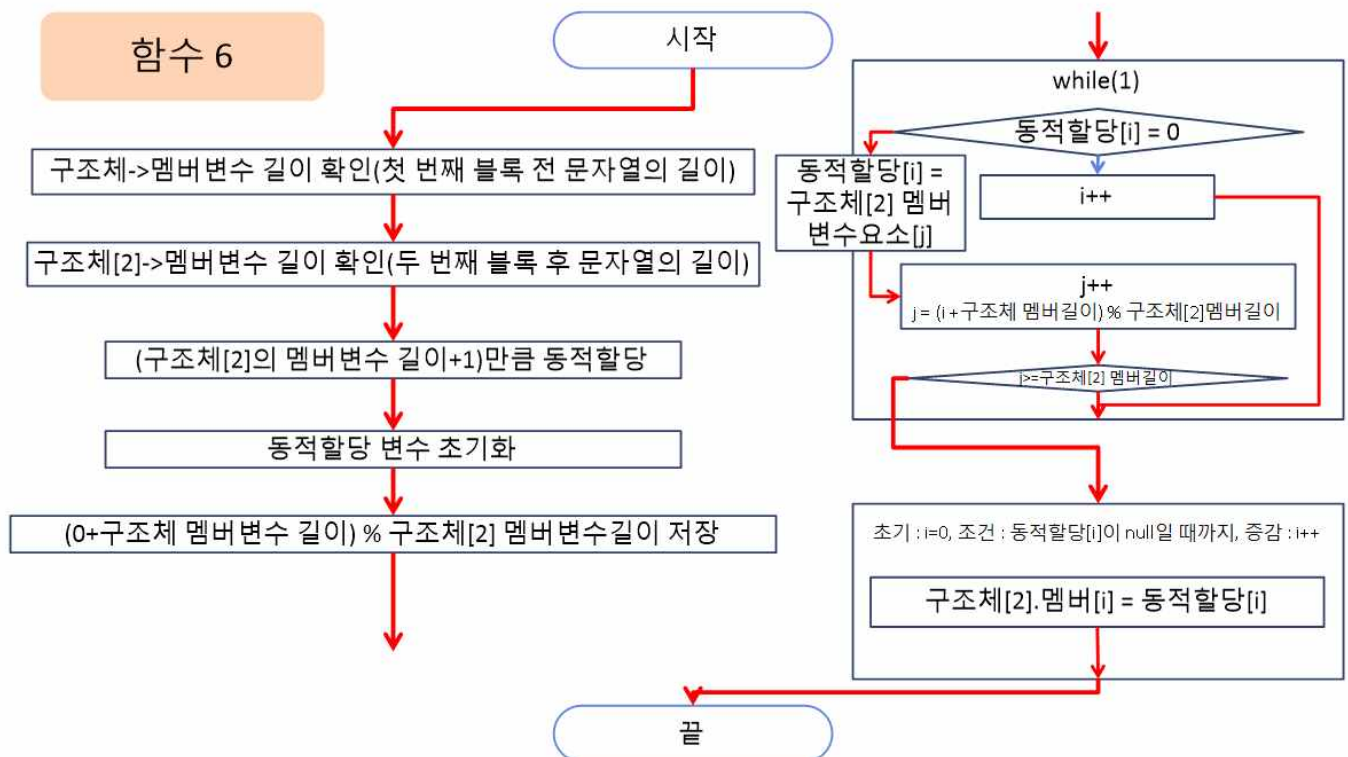 함수 6
시작
구조체->멤버변수 길이 확인(첫 번째 블록 전 문자열의 길이)
구조체[2]->멤버변수 길이 확인(두 번째 블록 후 문자열의 길이)
(구조체[2]의 멤버변수 길이+1)만큼 동적할당
동적할당 변수 초기화
(0+구조체 멤버변수 길이) % 구조체[2] 멤버변수길이 저장
while(1)
동적할당[i] = 0
동적할당[i] =
구조체[2] 멤버
변수요소[j]
i++
j++
j = (i + 구조체 멤버길이) % 구조체[2]멤버길이
j>=구조체[2] 멤버길이
초기 : i=0, 조건 : 동적할당[i]이 null일 때까지, 증감 : i++
구조체[2].멤버[i] = 동적할당[i]
끝